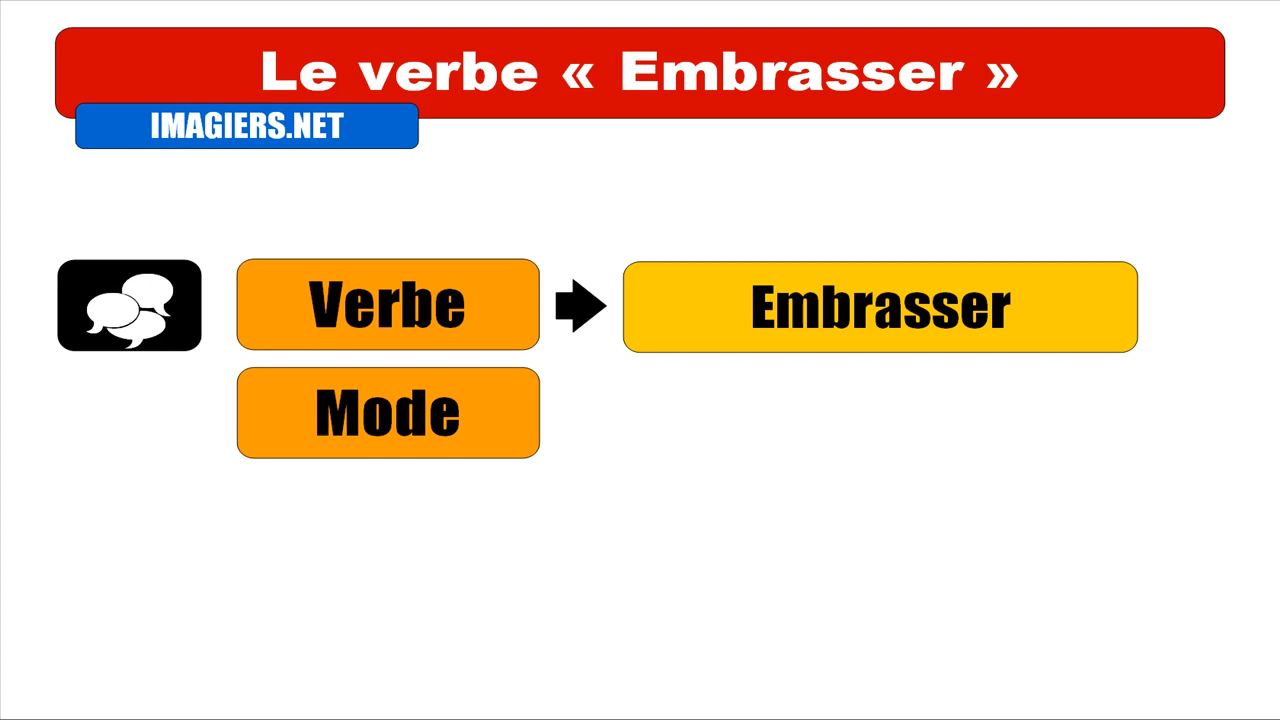 Le verbe « Embrasser »
IMAGIERS.NET
Verbe
Embrasser
Mode